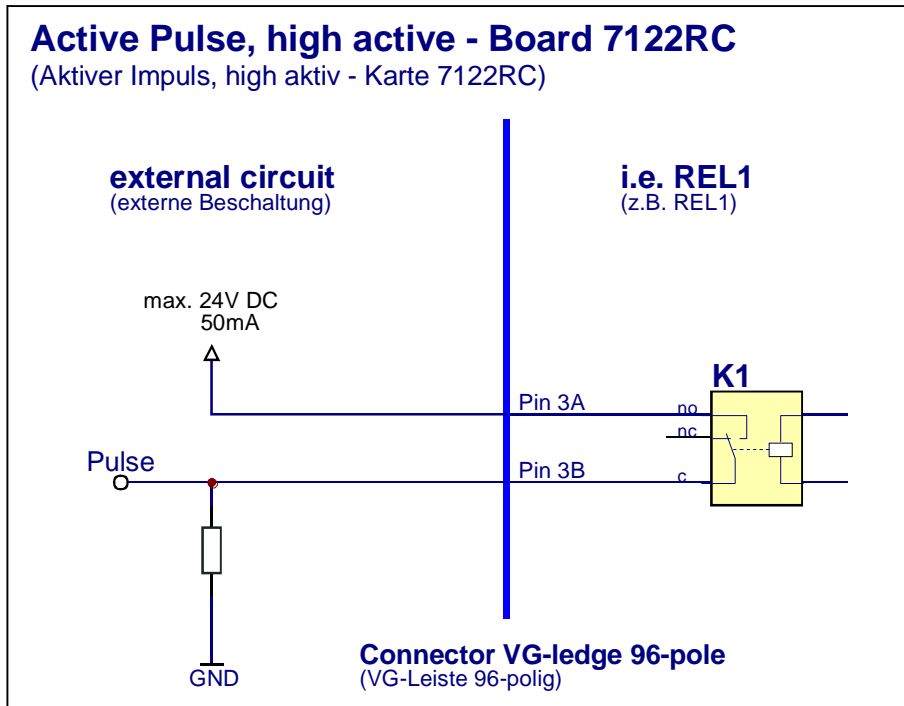 Active Pulse, high active - Board 7122RC
(Aktiver Impuls, high aktiv - Karte 7122RC)
external circuit
(externe Beschaltung)
i.e. REL1
(z.B. REL1)
max. 24V DC
50mA
K1
Pin 3A
no
nc
Pulse
Pin 3B
c
GND
Connector VG-ledge 96-pole
(VG-Leiste 96-polig)